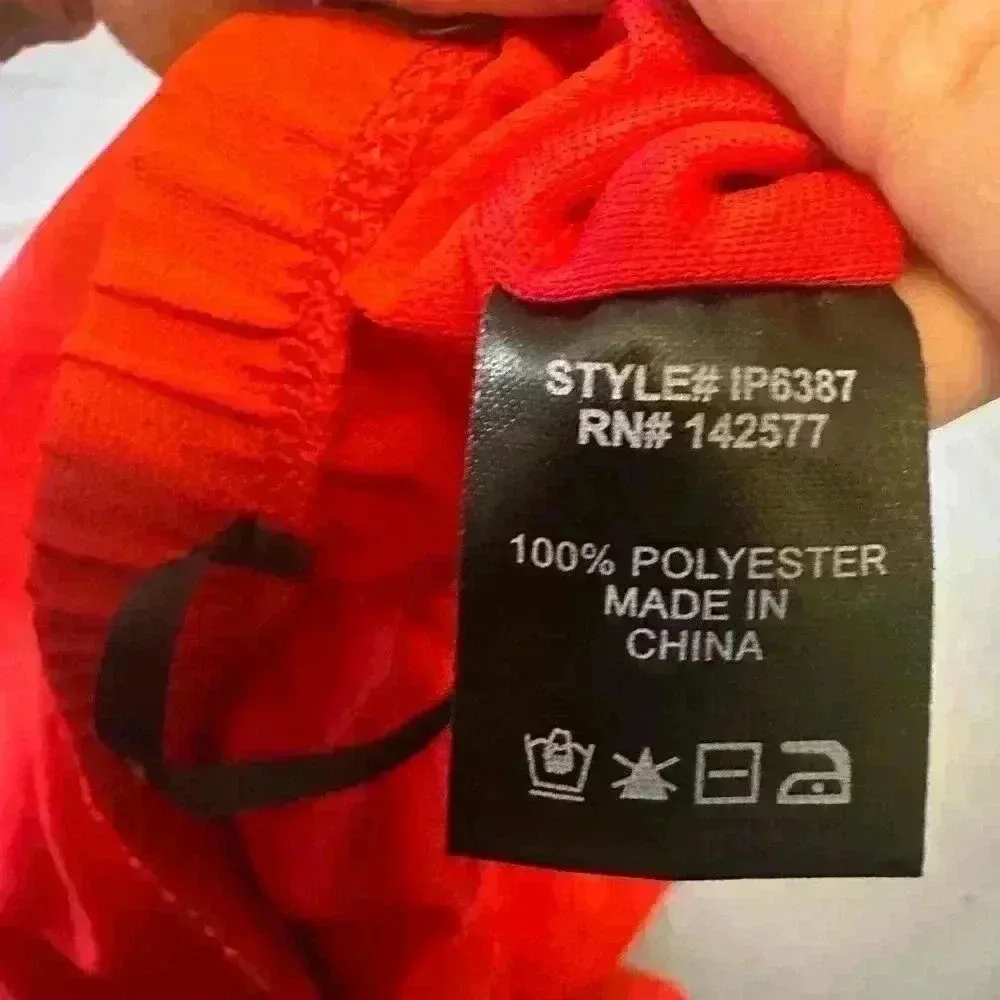 STYLE# IP6387
RN# 142577
100% POLYESTER
MADE IN
CHINA